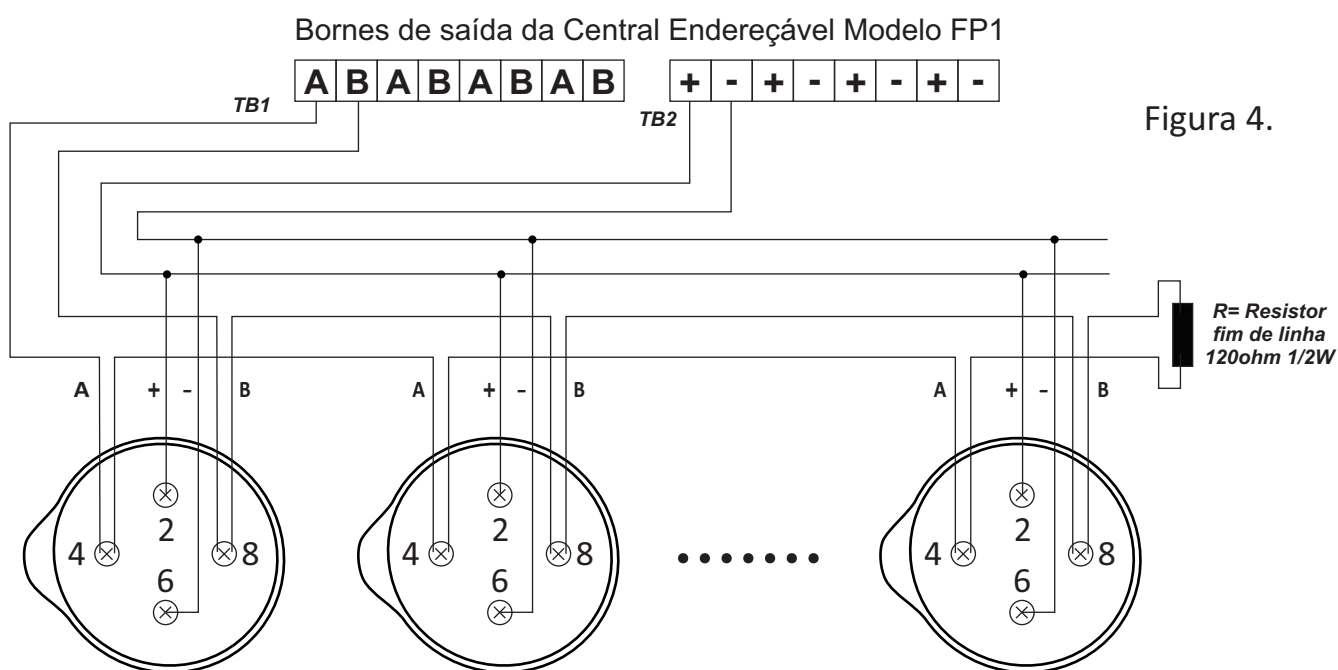 Bornes de saída da Central Endereçável Modelo FP1
A B A B A B A B
+ - + - + - + -
TB1
TB2
Figura 4.
R= Resistor
fim de linha
120ohm 1/2W
A + - B
A + - B
A + - B
2
4 8
6
2
4 8
6
2
4 8
6